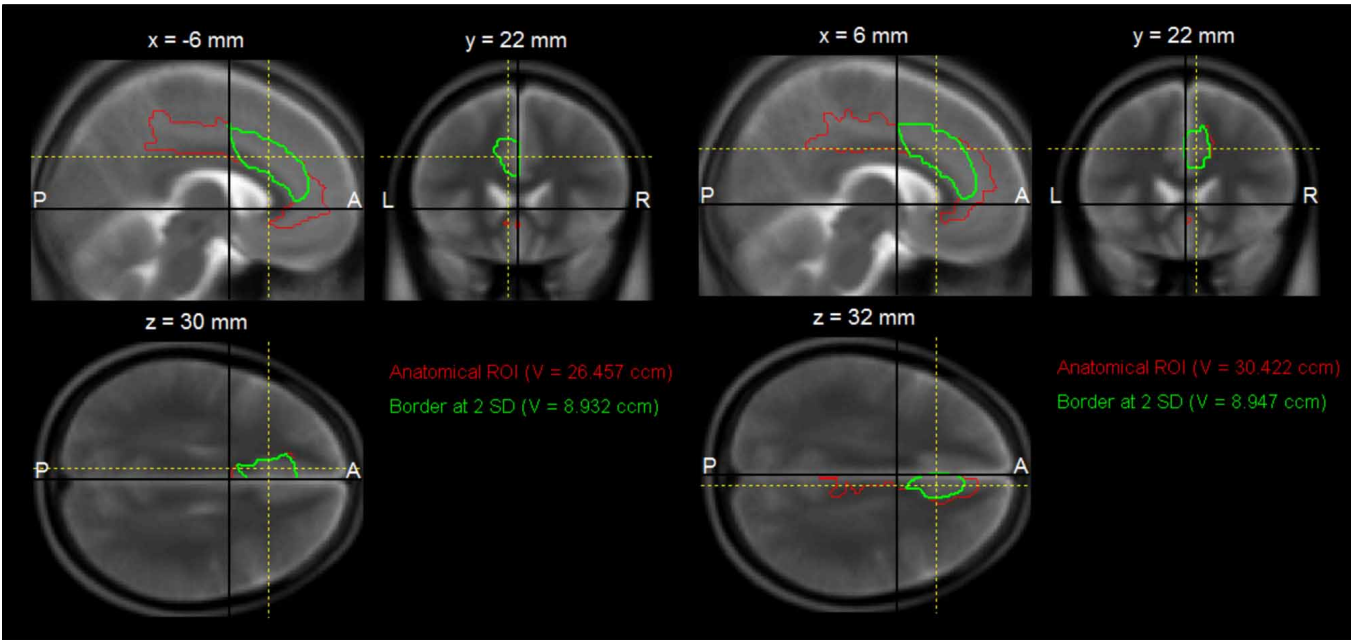 x = -6 mm
y = 22 mm
P
A
L
R
z = 30 mm
P
A
Anatomical ROI (V = 26.457 ccm)
Border at 2 SD (V = 8.932 ccm)
x = 6 mm
y = 22 mm
P
A
L
R
z = 32 mm
P
A
Anatomical ROI (V = 30.422 ccm)
Border at 2 SD (V = 8.947 ccm)